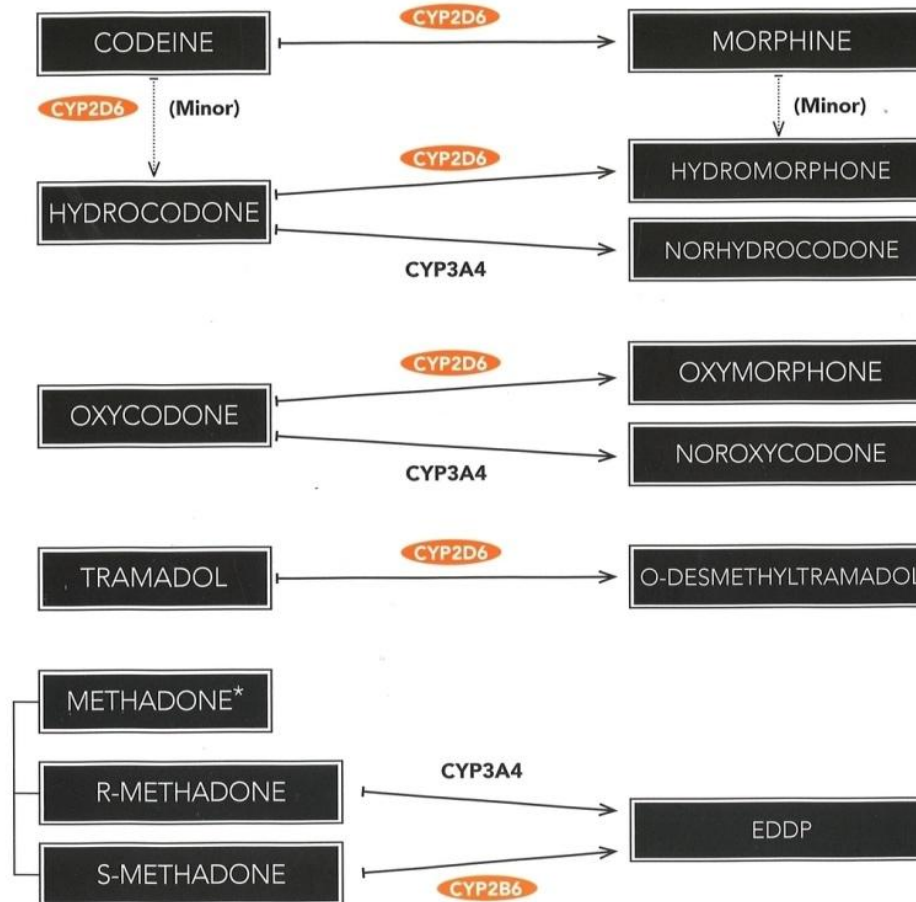 CYP2D6
CODEINE
MORPHINE
CYP2D6
(Minor)
(Minor)
CYP2D6
HYDROMORPHONE
HYDROCODONE
NORHYDROCODONE
CYP3A4
CYP2D6
OXYMORPHONE
OXYCODONE
NOROXYCODONE
CYP3A4
CYP2D6
TRAMADOL
O-DESMETHYLTRAMADOL
METHADONE*
CYP3A4
R-METHADONE
EDDP
S-METHADONE
CYP2B6